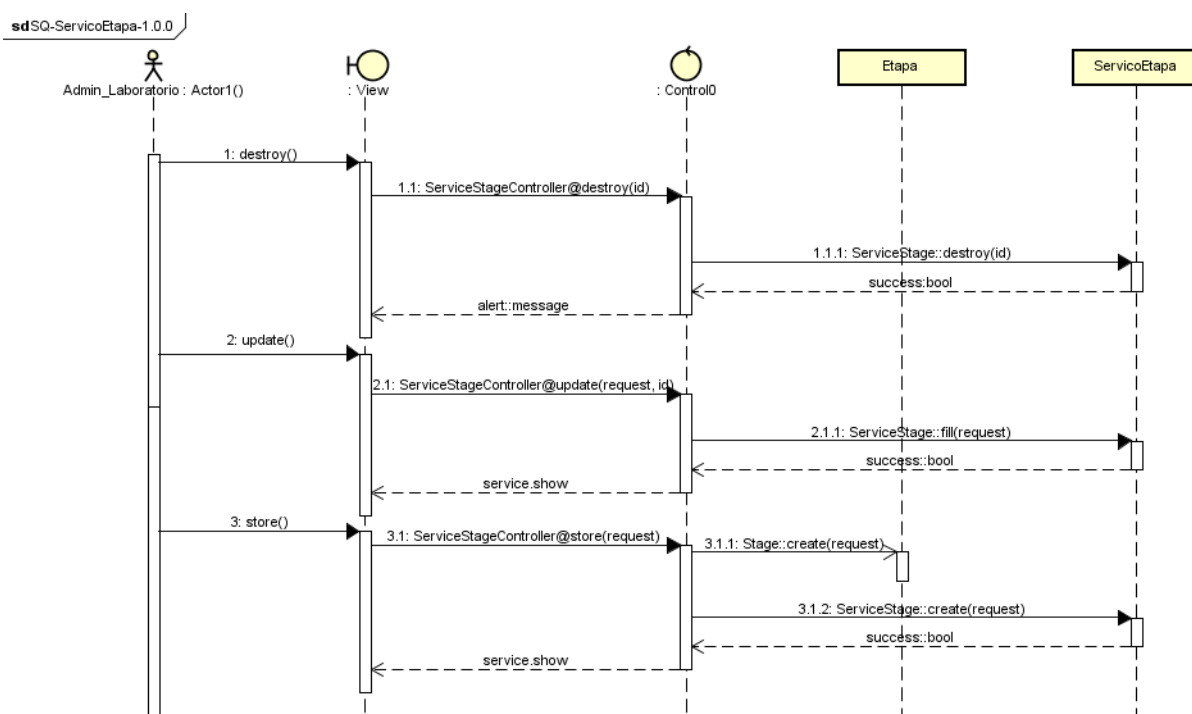 sd SQ-ServicoEtapa-1.0.0
Admin_Laboratorio : Actor1()
: View
: Control0
Etapa
ServicoEtapa
1: destroy()
1.1: ServiceStageController@destroy(id)
1.1.1: ServiceStage::destroy(id)
success:bool
alert::message
2: update()
2.1: ServiceStageController@update(request, id)
2.1.1: ServiceStage::fill(request)
success::bool
service.show
3: store()
3.1: ServiceStageController@store(request)
3.1.1: Stage::create(request)
3.1.2: ServiceStage::create(request)
success::bool
service.show